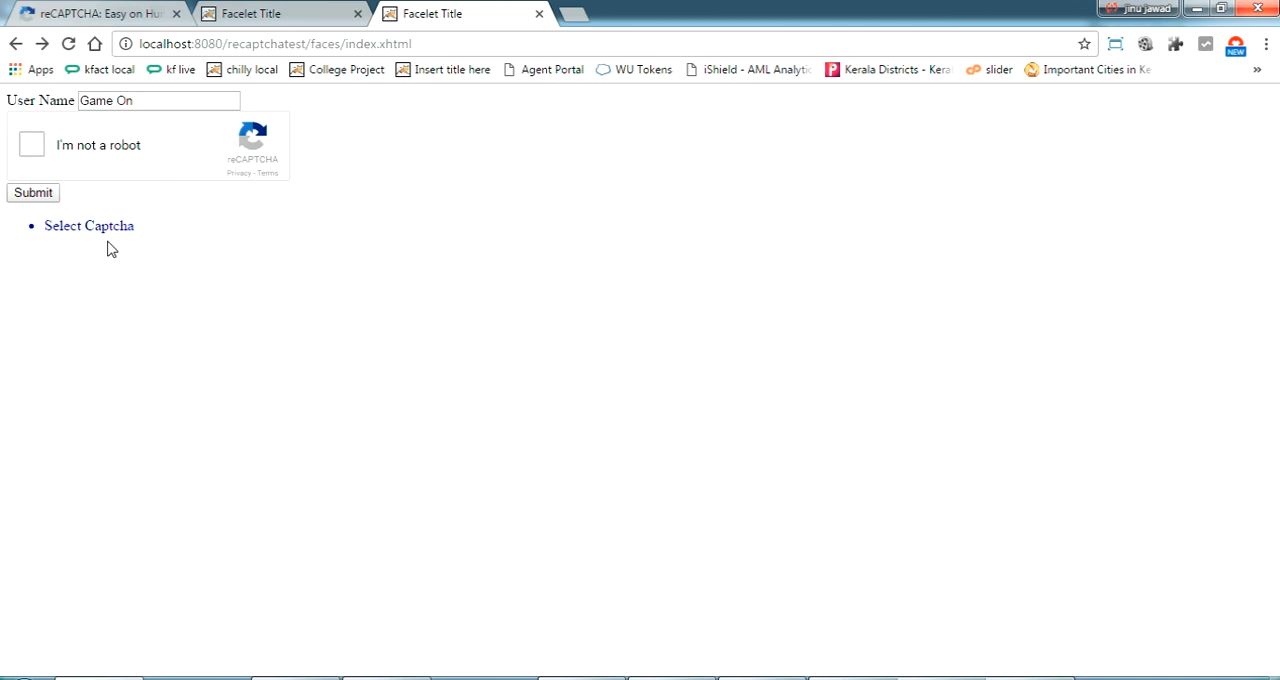 reCAPTCHA: Easy on Hu
Facelet Title
Facelet Title
jinu jawad
localhost:8080/recaptchatest/faces/index.xhtml
NEW
Apps kfact local kf live chilly local College Project Insert title here Agent Portal WU Tokens iShield - AML Analytic Kerala Districts - Kera slider Important Cities in Ke »
User Name Game On
I'm not a robot
reCAPTCHA
Privacy - Terms
Submit
• Select Captcha